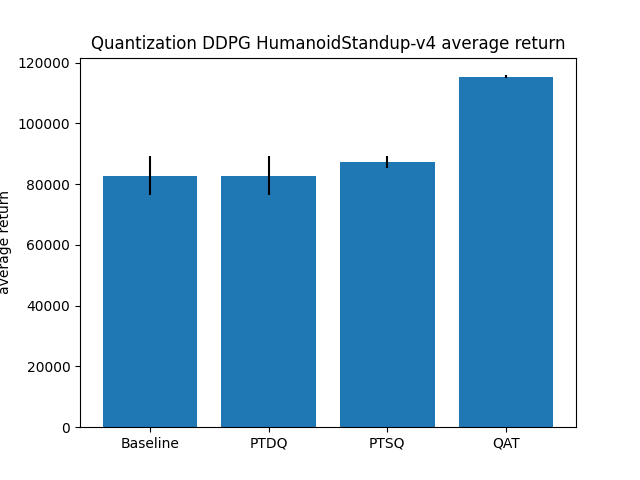 Quantization DDPG HumanoidStandup-v4 average return
120000
100000
80000
60000
40000
20000
0
average return
Baseline PTDQ PTSQ QAT